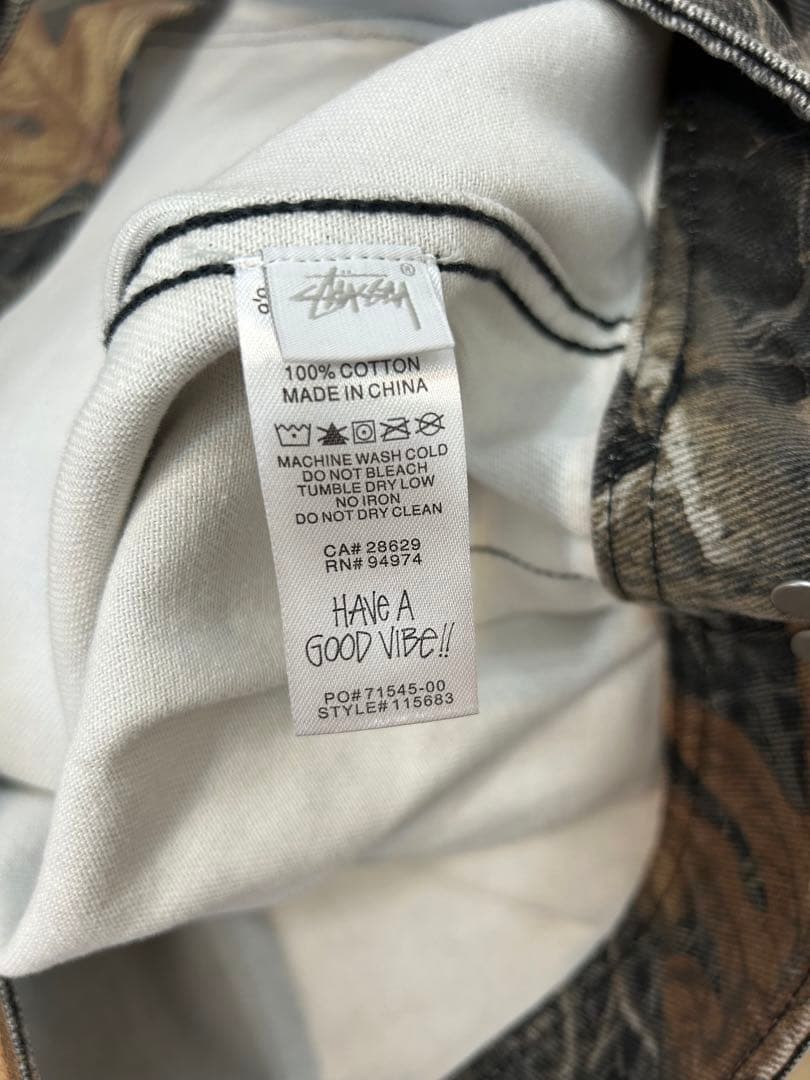 STÜSSY®
100% COTTON
MADE IN CHINA
MACHINE WASH COLD
DO NOT BLEACH
TUMBLE DRY LOW
NO IRON
DO NOT DRY CLEAN
CA# 28629
RN# 94974
HAVE A
GOOD VIBE!!
PO#71545-00
STYLE#115683